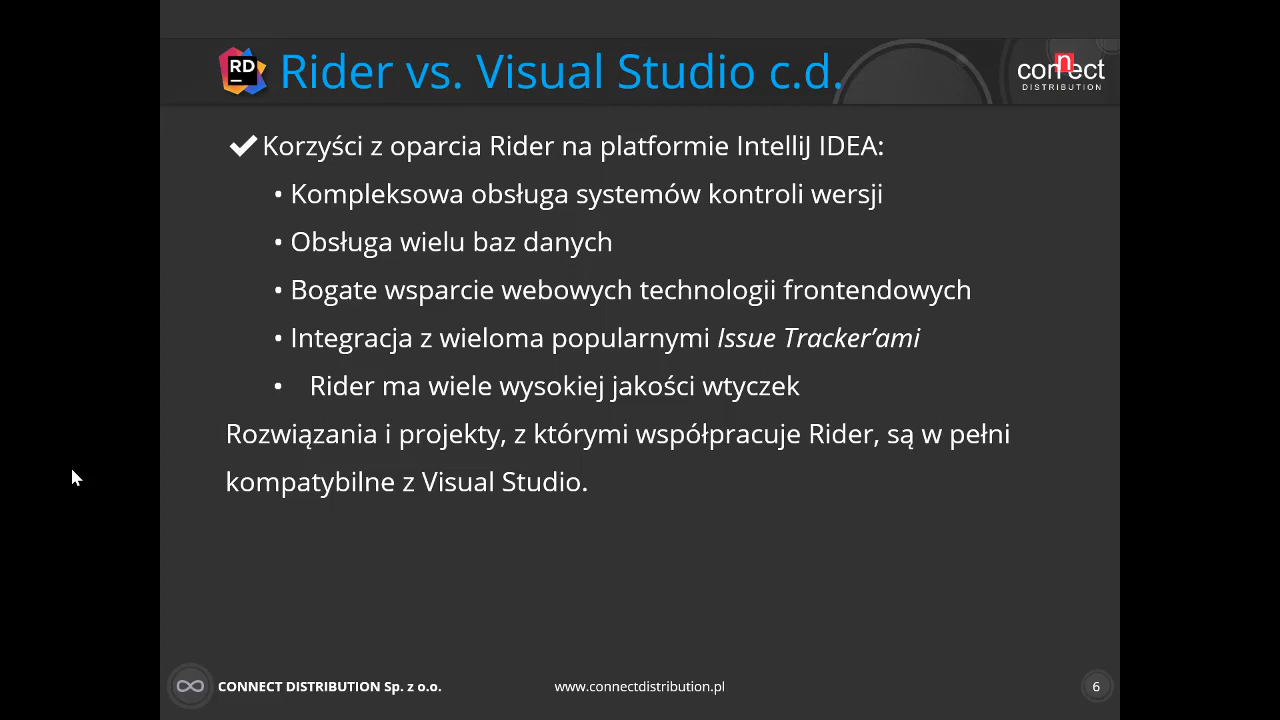 RD
Rider vs. Visual Studio c.d.
connect
DISTRIBUTION
✔ Korzyści z oparcia Rider na platformie IntelliJ IDEA:
• Kompleksowa obsługa systemów kontroli wersji
• Obsługa wielu baz danych
• Bogate wsparcie webowych technologii frontendowych
• Integracja z wieloma popularnymi Issue Tracker’ami
• Rider ma wiele wysokiej jakości wtyczek
Rozwiązania i projekty, z którymi współpracuje Rider, są w pełni
kompatybilne z Visual Studio.
CONNECT DISTRIBUTION Sp. z o.o.
www.connectdistribution.pl
6